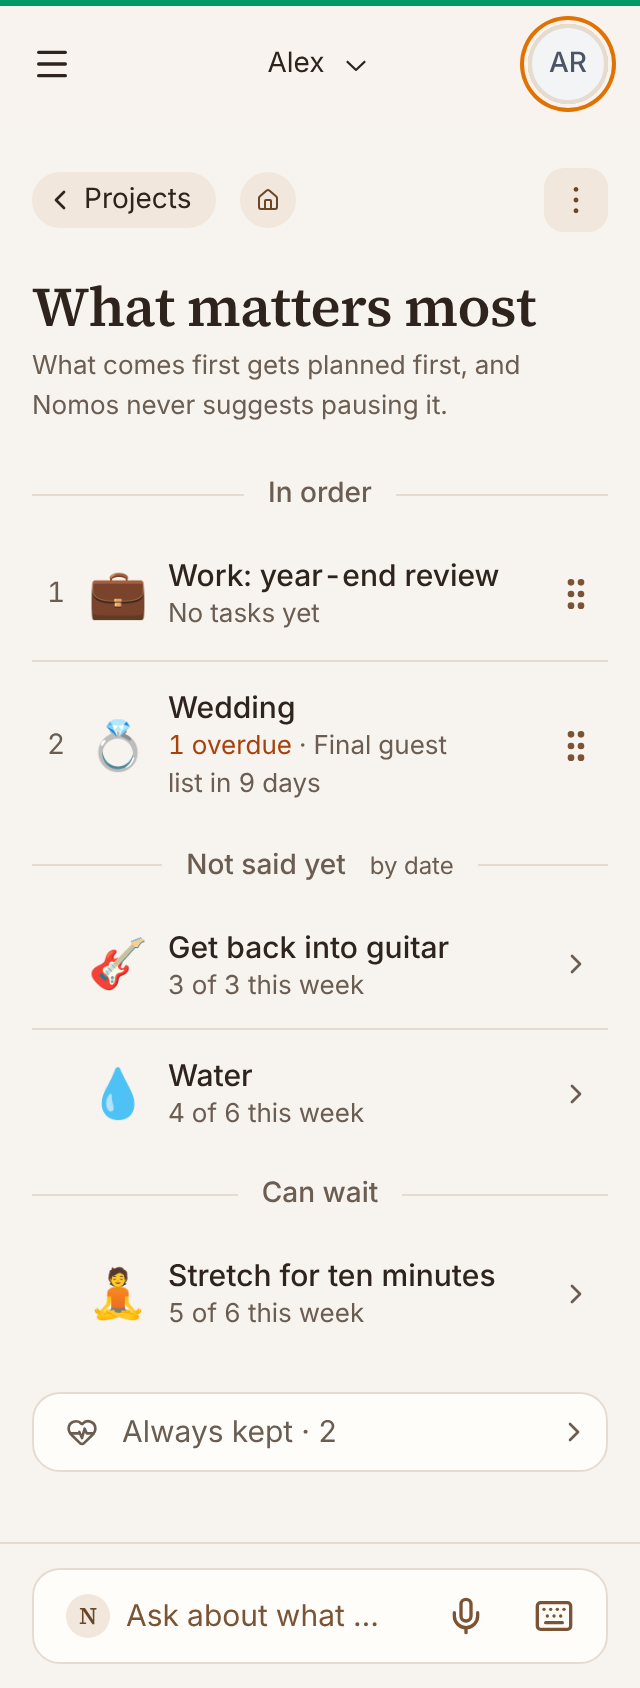 Alex
AR
Projects
What matters most
What comes first gets planned first, and
Nomos never suggests pausing it.
In order
1
Work: year-end review
No tasks yet
2
Wedding
1 overdue · Final guest
list in 9 days
Not said yet by date
Get back into guitar
3 of 3 this week
Water
4 of 6 this week
Can wait
Stretch for ten minutes
5 of 6 this week
Always kept · 2
N
Ask about what ...